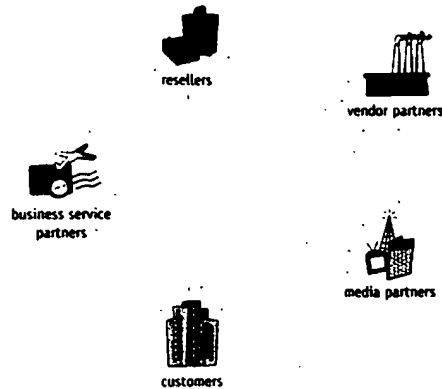 resellers
vendor partners
business service
partners
media partners
customers